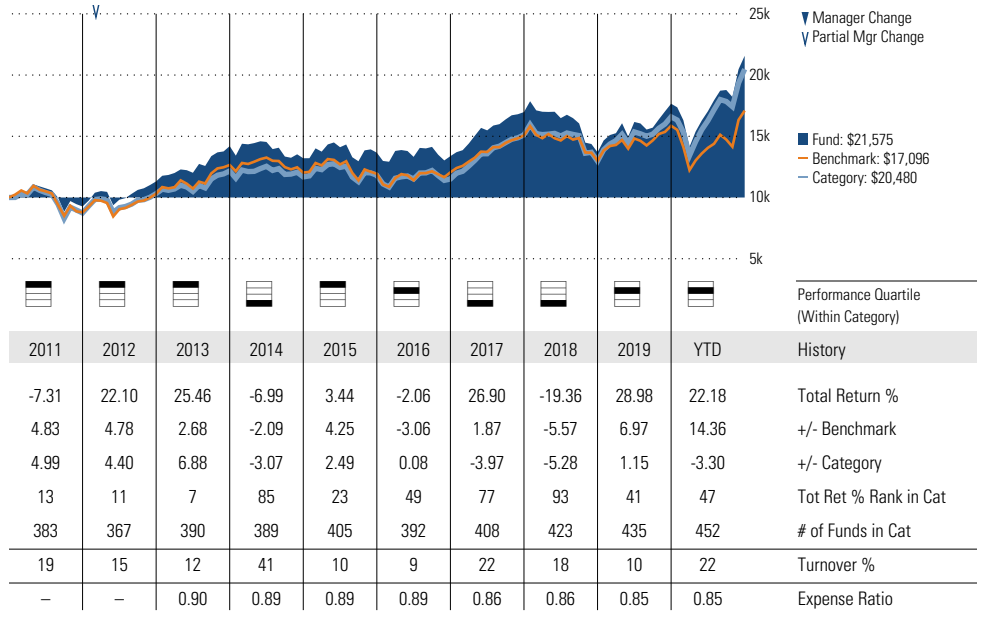 25k
Manager Change
Partial Mgr Change
20k
15k
Fund: $21,575
Benchmark: $17,096
Category: $20,480
10k
5k
Performance Quartile
(Within Category)
2011 2012 2013 2014 2015 2016 2017 2018 2019 YTD History
-7.31 22.10 25.46 -6.99 3.44 -2.06 26.90 -19.36 28.98 22.18 Total Return %
4.83 4.78 2.68 -2.09 4.25 -3.06 1.87 -5.57 6.97 14.36 +/- Benchmark
4.99 4.40 6.88 -3.07 2.49 0.08 -3.97 -5.28 1.15 -3.30 +/- Category
13 11 7 85 23 49 77 93 41 47 Tot Ret % Rank in Cat
383 367 390 389 405 392 408 423 435 452 # of Funds in Cat
19 15 12 41 10 9 22 18 10 22 Turnover %
– – 0.90 0.89 0.89 0.89 0.86 0.86 0.85 0.85 Expense Ratio